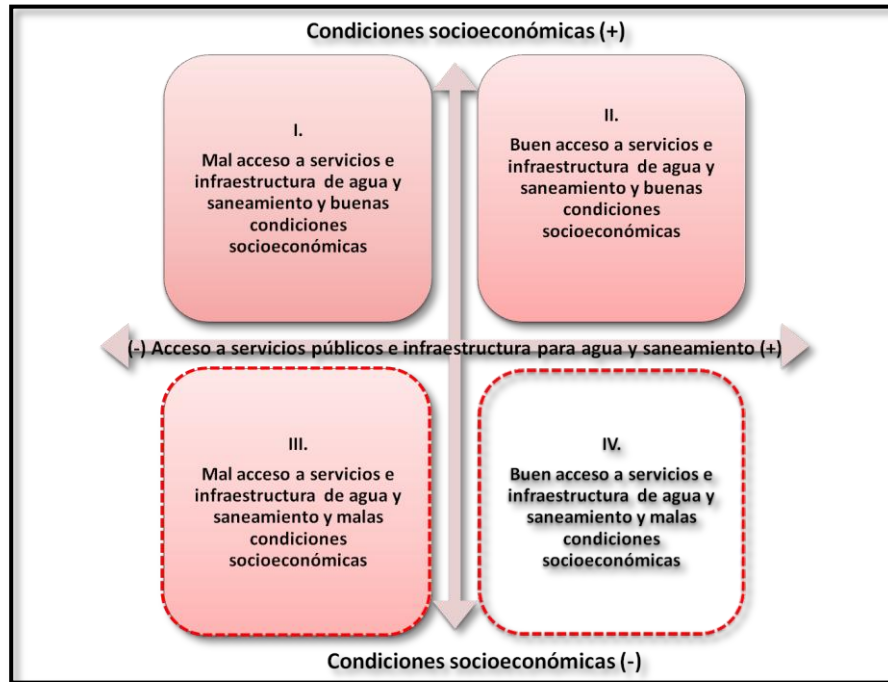 Condiciones socioeconómicas (+)
I.
Mal acceso a servicios e
infraestructura de agua y
saneamiento y buenas
condiciones
socioeconómicas
II.
Buen acceso a servicios e
infraestructura de agua y
saneamiento y buenas
condiciones
socioeconómicas
(-) Acceso a servicios públicos e infraestructura para agua y saneamiento (+)
III.
Mal acceso a servicios e
infraestructura de agua y
saneamiento y malas
condiciones
socioeconómicas
IV.
Buen acceso a servicios e
infraestructura de agua y
saneamiento y malas
condiciones
socioeconómicas
Condiciones socioeconómicas (-)